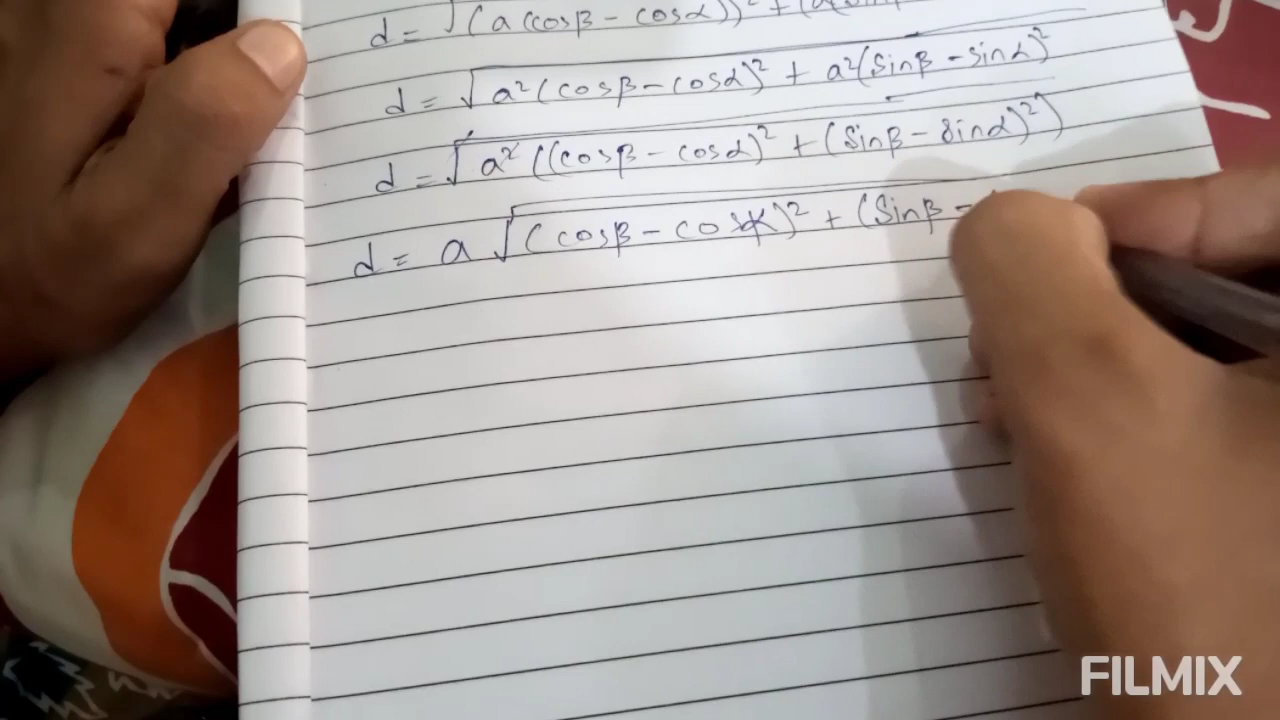 d = √(a(cosβ - cosα))² + (a(sin
d = √a²(cosβ - cosα)² + a²(sinβ - sinα)²
d = √a²((cosβ - cosα)² + (sinβ - sinα)²)
d = a √(cosβ - cosα)² + (sinβ -
FILMIX